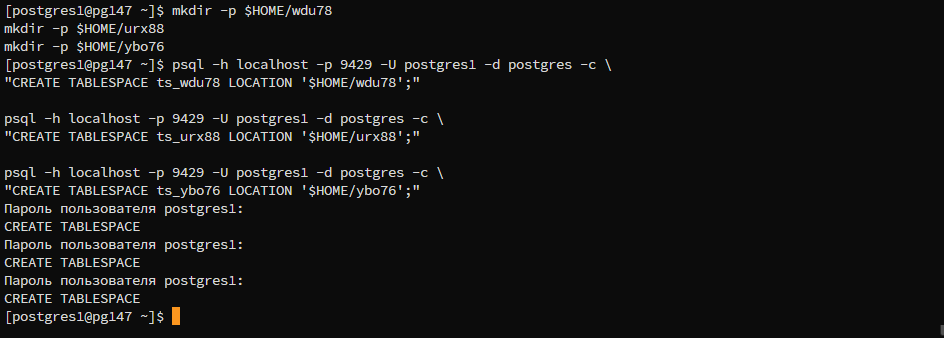 [postgres1@pg147 ~]$ mkdir -p $HOME/wdu78
mkdir -p $HOME/urx88
mkdir -p $HOME/ybo76
[postgres1@pg147 ~]$ psql -h localhost -p 9429 -U postgres1 -d postgres -c \
"CREATE TABLESPACE ts_wdu78 LOCATION '$HOME/wdu78';"
psql -h localhost -p 9429 -U postgres1 -d postgres -c \
"CREATE TABLESPACE ts_urx88 LOCATION '$HOME/urx88';"
psql -h localhost -p 9429 -U postgres1 -d postgres -c \
"CREATE TABLESPACE ts_ybo76 LOCATION '$HOME/ybo76';"
Пароль пользователя postgres1:
CREATE TABLESPACE
Пароль пользователя postgres1:
CREATE TABLESPACE
Пароль пользователя postgres1:
CREATE TABLESPACE
[postgres1@pg147 ~]$